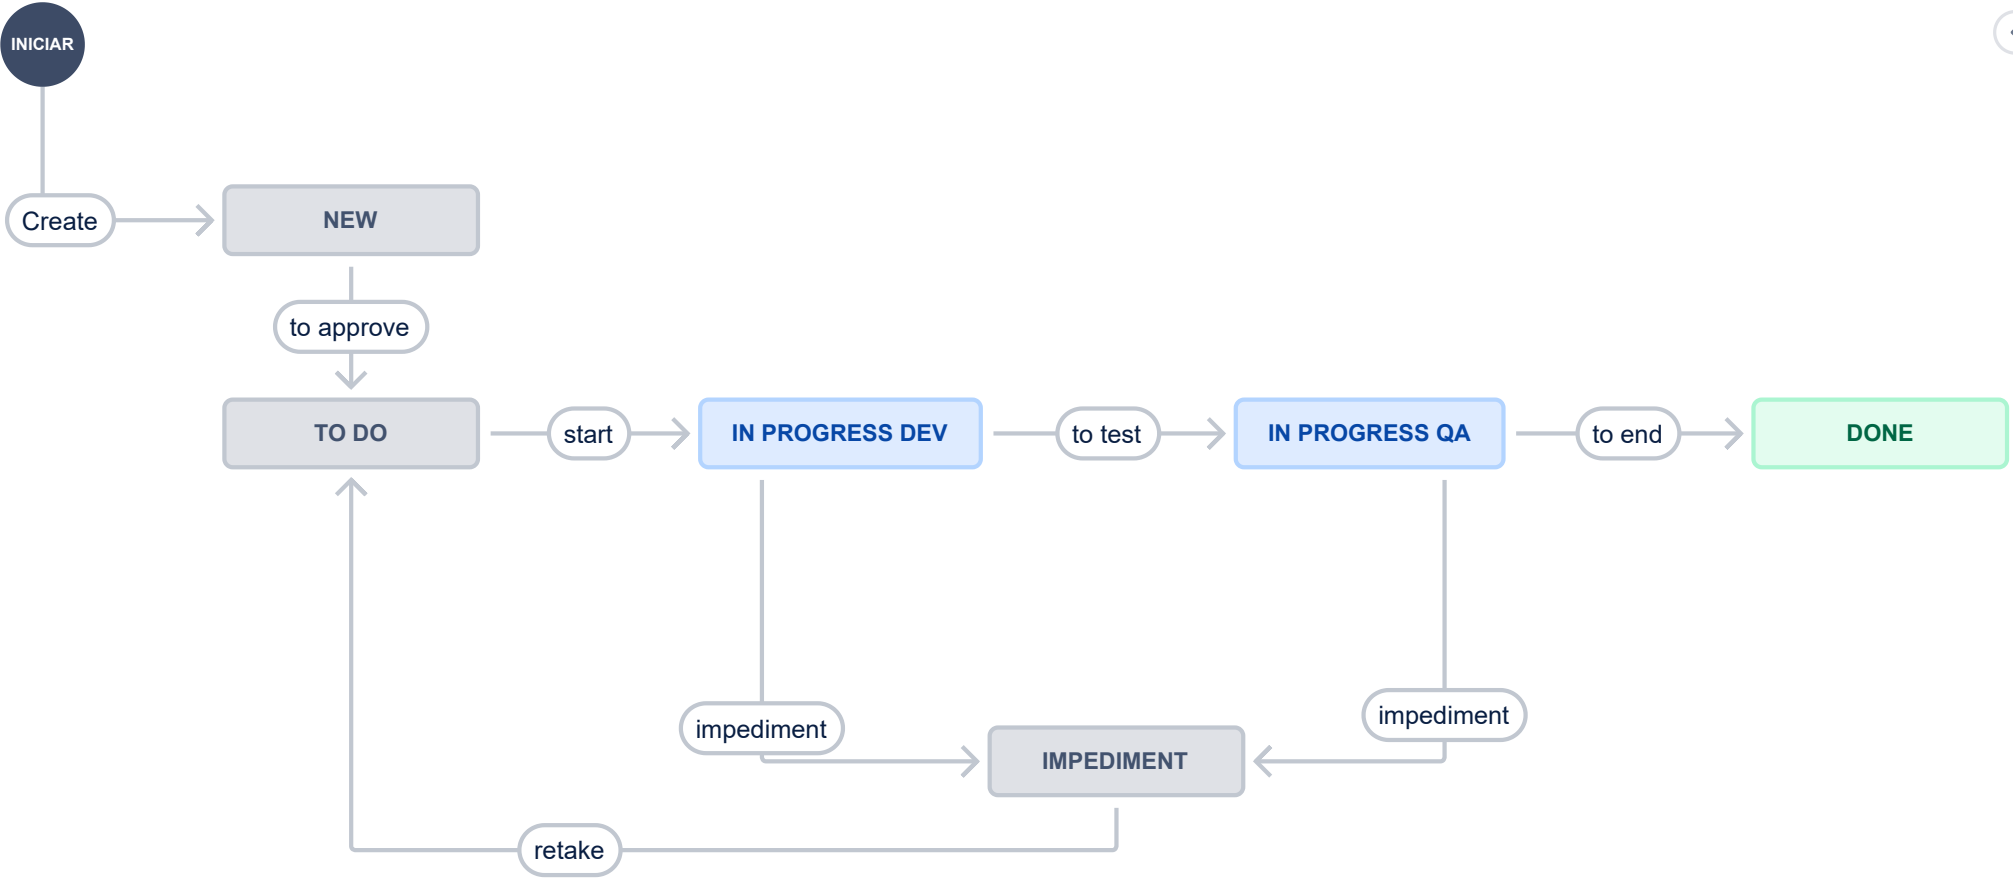 INICIAR
Create
NEW
to approve
TO DO
start
IN PROGRESS DEV
to test
IN PROGRESS QA
to end
DONE
impediment
impediment
IMPEDIMENT
retake